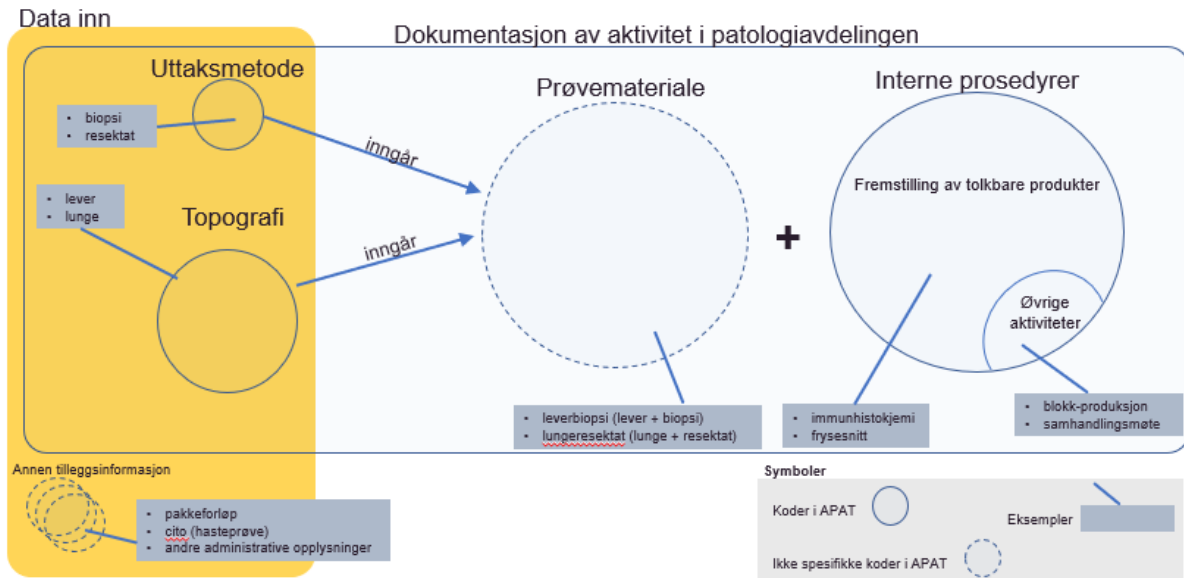 Data inn
Dokumentasjon av aktivitet i patologiavdelingen
Uttaksmetode
• biopsi
• resektat
inngår
• lever
• lunge
Topografi
inngår
Prøvemateriale
• leverbiopsi (lever + biopsi)
• lungeresektat (lunge + resektat)
+
Interne prosedyrer
Fremstilling av tolkbare produkter
Øvrige
aktiviteter
• immunhistokjemi
• frysesnitt
• blokk-produksjon
• samhandlingsmøte
Annen tilleggsinformasjon
• pakkeforløp
• cito (hasteprøve)
• andre administrative opplysninger
Symboler
Koder i APAT
Eksempler
Ikke spesifikke koder i APAT